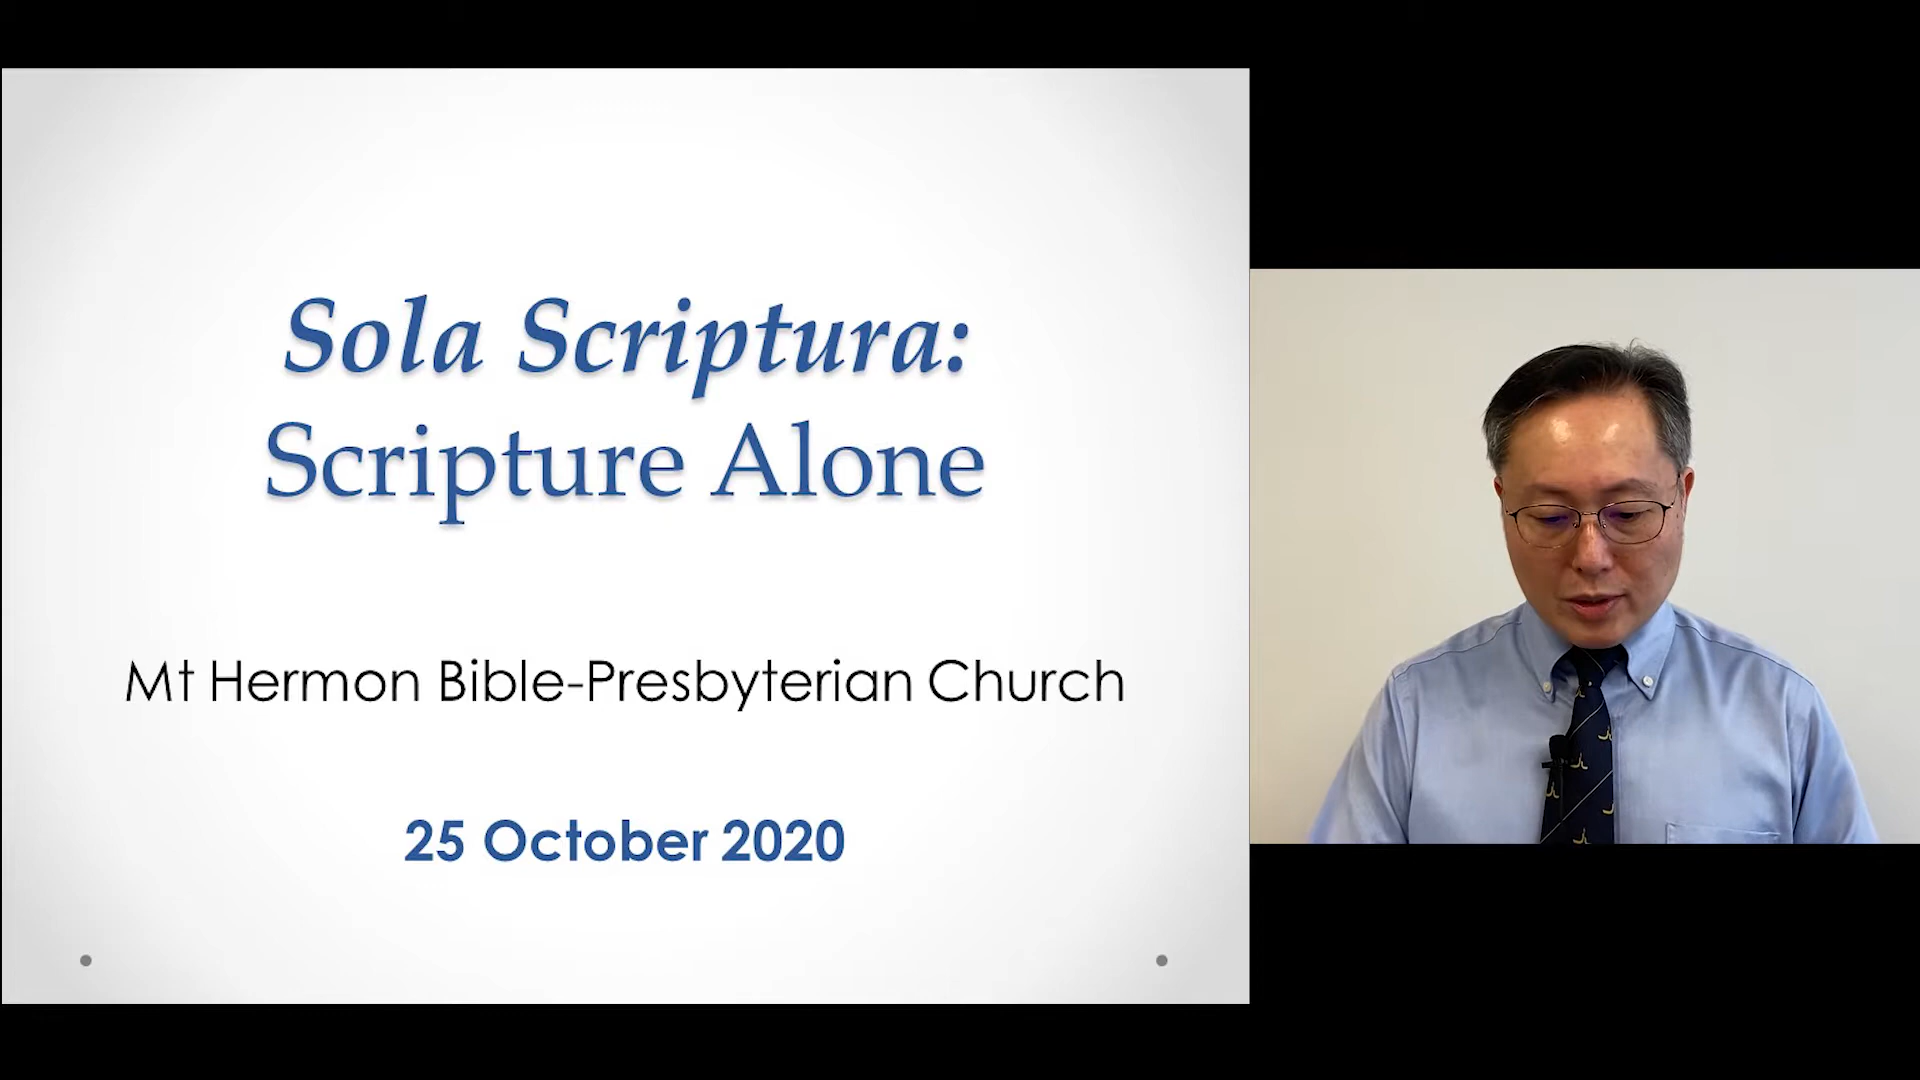 Sola Scriptura:
Scripture Alone
Mt Hermon Bible-Presbyterian Church
25 October 2020